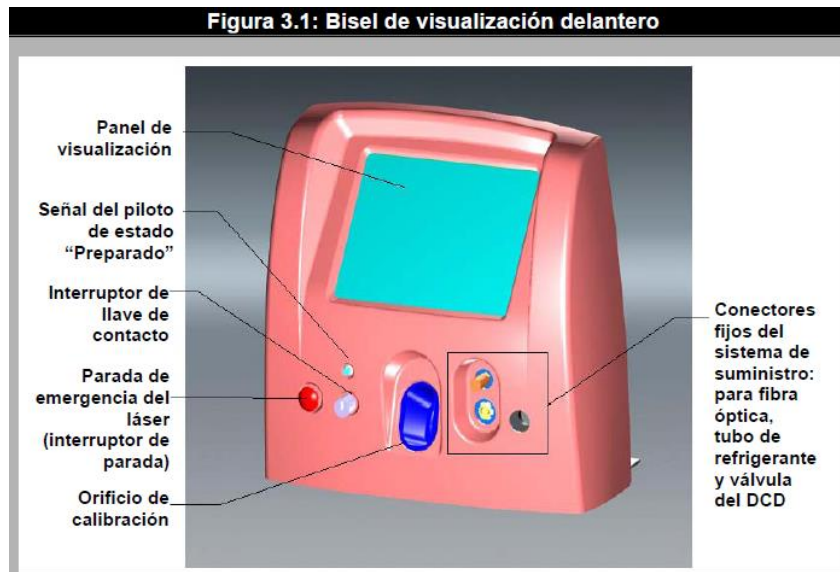 Figura 3.1: Bisel de visualización delantero
Panel de
visualización
Señal del piloto
de estado
“Preparado”
Interruptor de
llave de
contacto
Parada de
emergencia del
láser
(interruptor de
parada)
Orificio de
calibración
Conectores
fijos del
sistema de
suministro:
para fibra
óptica,
tubo de
refrigerante
y válvula
del DCD